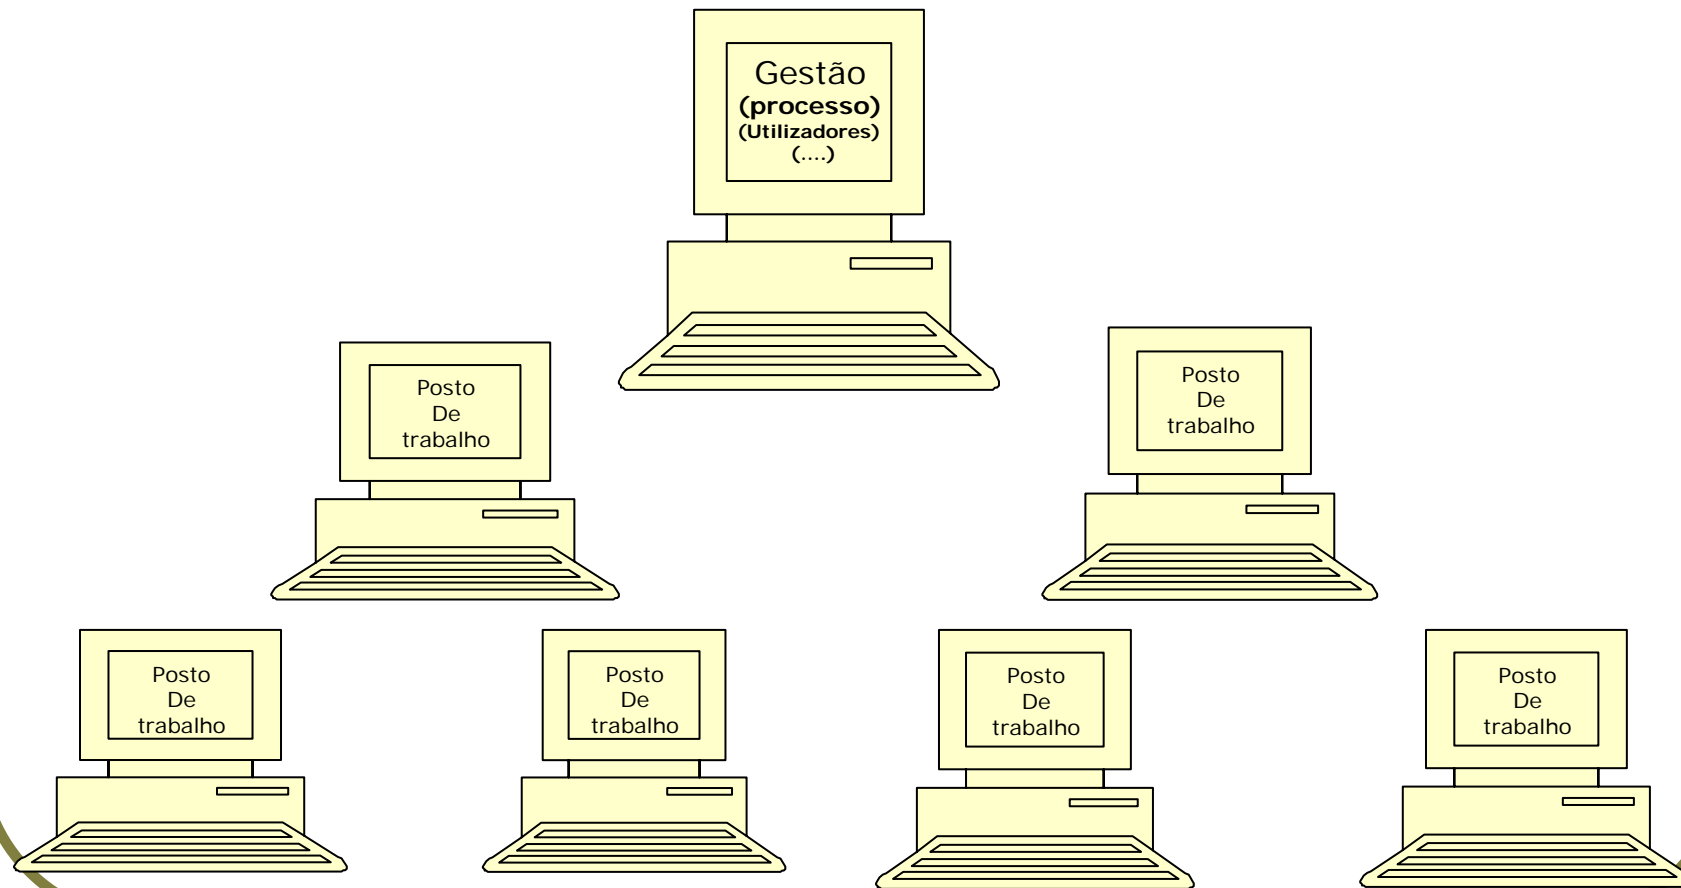 Gestão
(processo)
(Utilizadores)
(....)
Posto
De
trabalho
Posto
De
trabalho
Posto
De
trabalho
Posto
De
trabalho
Posto
De
trabalho
Posto
De
trabalho